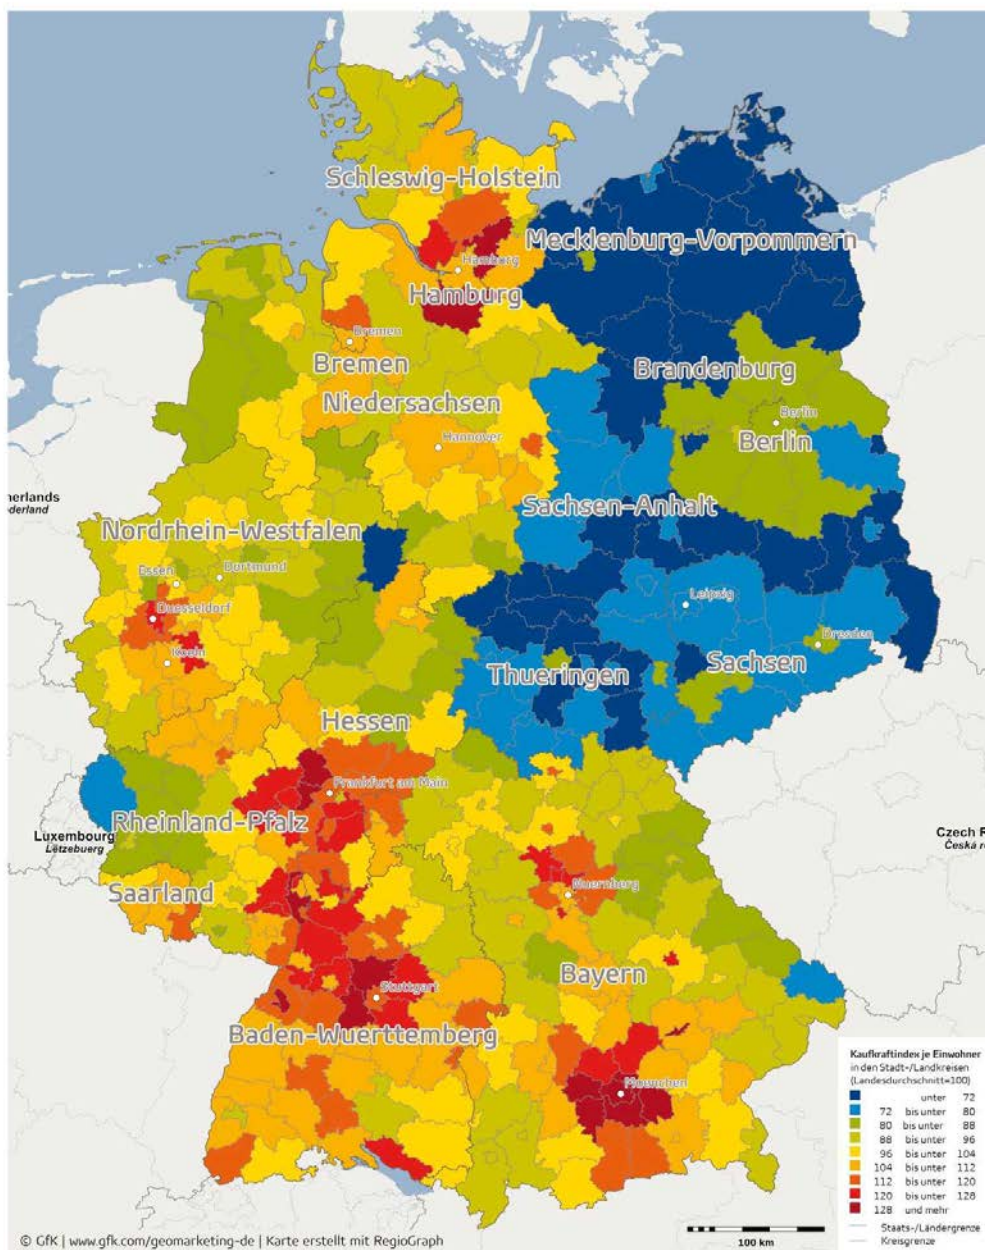 Schleswig-Holstein
Mecklenburg-Vorpommern
Hamburg
Hamburg
Bremen
Bremen
Brandenburg
Niedersachsen
Berlin
Berlin
Hannover
therlands
ederland
Sachsen-Anhalt
Nordrhein-Westfalen
Essen
Dortmund
Duesseldorf
Leipzig
Koeln
Dresden
Thueringen
Sachsen
Hessen
Frankfurt am Main
Rheinland-Pfalz
Luxembourg
Lëtzebuerg
Czech R
Česká re
Saarland
Nuernberg
Bayern
Stuttgart
Baden-Wuerttemberg
Muenchen
Kaufkraftindex je Einwohner
in den Stadt-/Landkreisen
(Landesdurchschnitt=100)
unter 72
72 bis unter 80
80 bis unter 88
88 bis unter 96
96 bis unter 104
104 bis unter 112
112 bis unter 120
120 bis unter 128
128 und mehr
Staats-/Ländergrenze
Kreisgrenze
100 km
© GfK | www.gfk.com/geomarketing-de | Karte erstellt mit RegioGraph